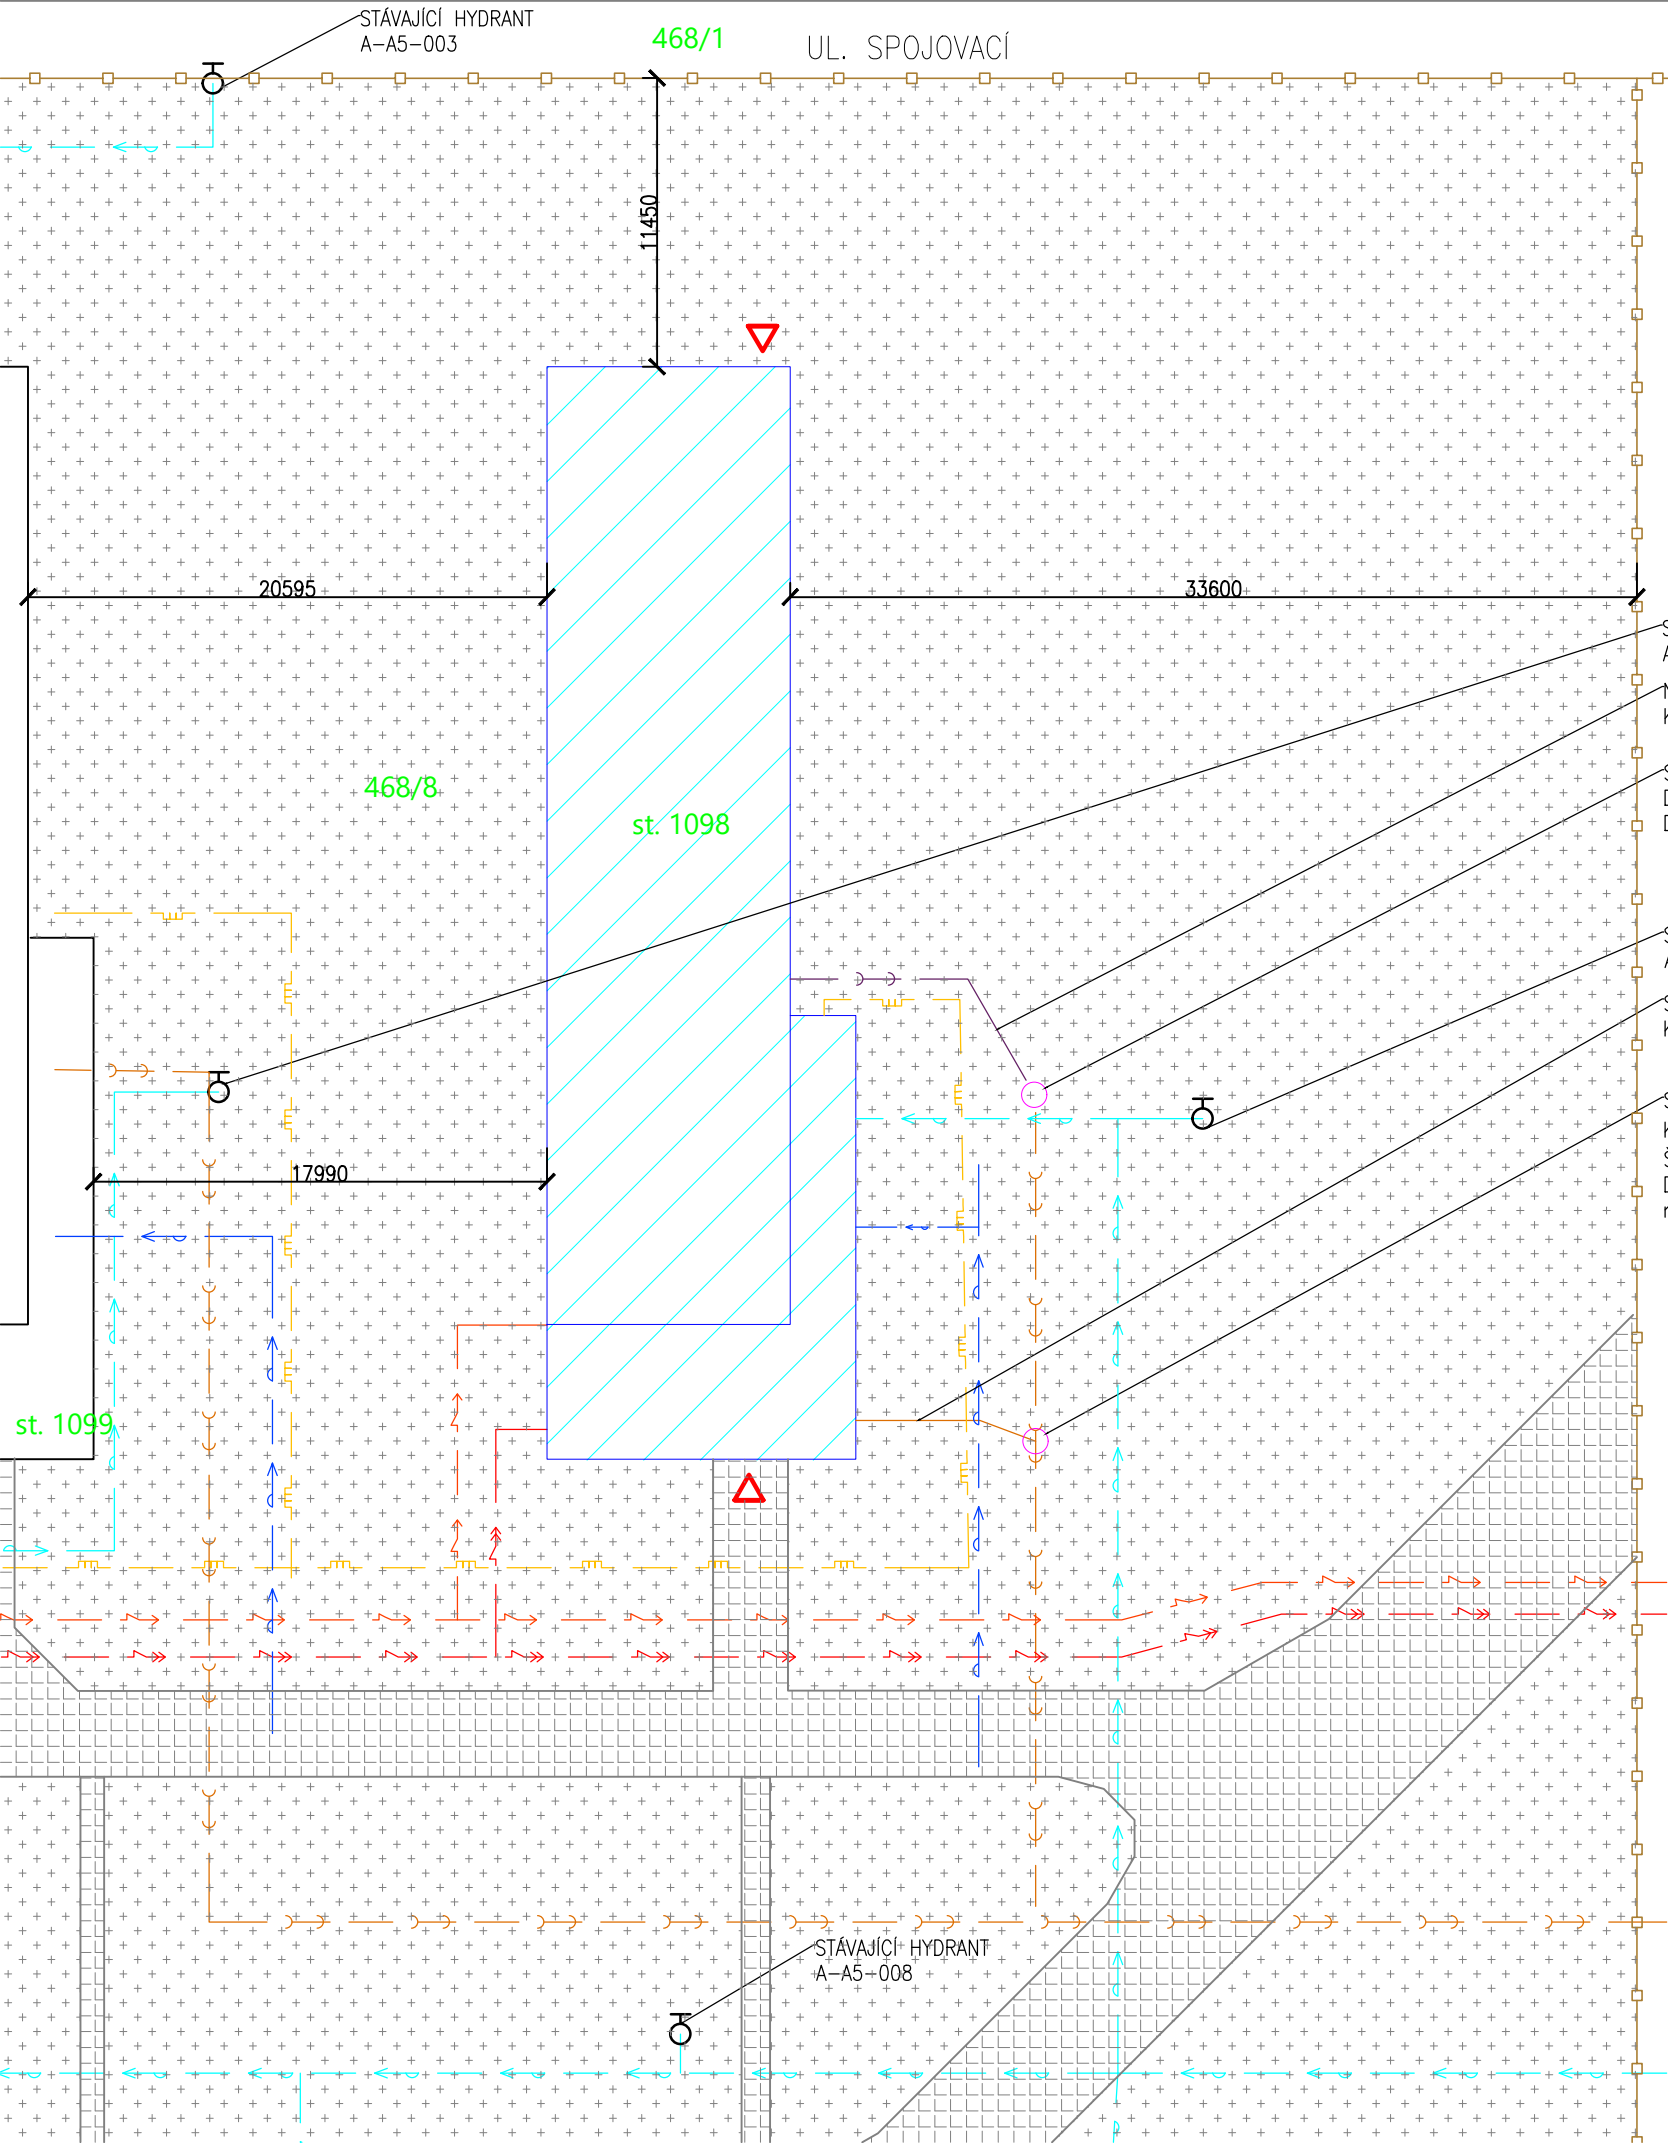 STÁVAJÍCÍ HYDRANT
A-A5-003
468/1
UL. SPOJOVACÍ
11450
20595
33600
468/8
st. 1098
17990
st. 1099
STÁVAJÍCÍ HYDRANT
A-A5-008